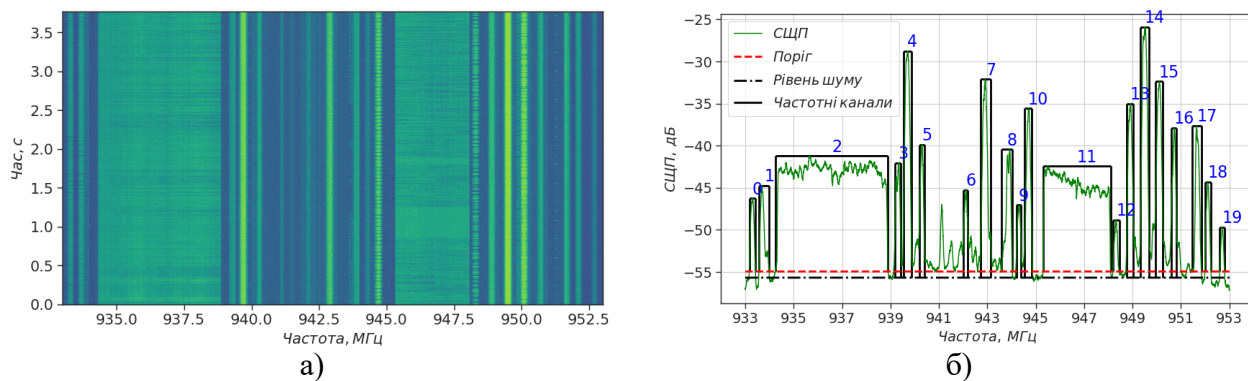 3.5
3.0
2.5
2.0
1.5
1.0
0.5
0.0
Час, с
935.0 937.5 940.0 942.5 945.0 947.5 950.0 952.5
Частота, МГц
а)
−25
−30
−35
−40
−45
−50
−55
СЩП, дБ
СЩП
Поріг
Рівень шуму
Частотні канали
0 1 2 3 4 5 6 7 8 9 10 11 12 13 14 15 16 17 18 19
933 935 937 939 941 943 945 947 949 951 953
Частота, МГц
б)